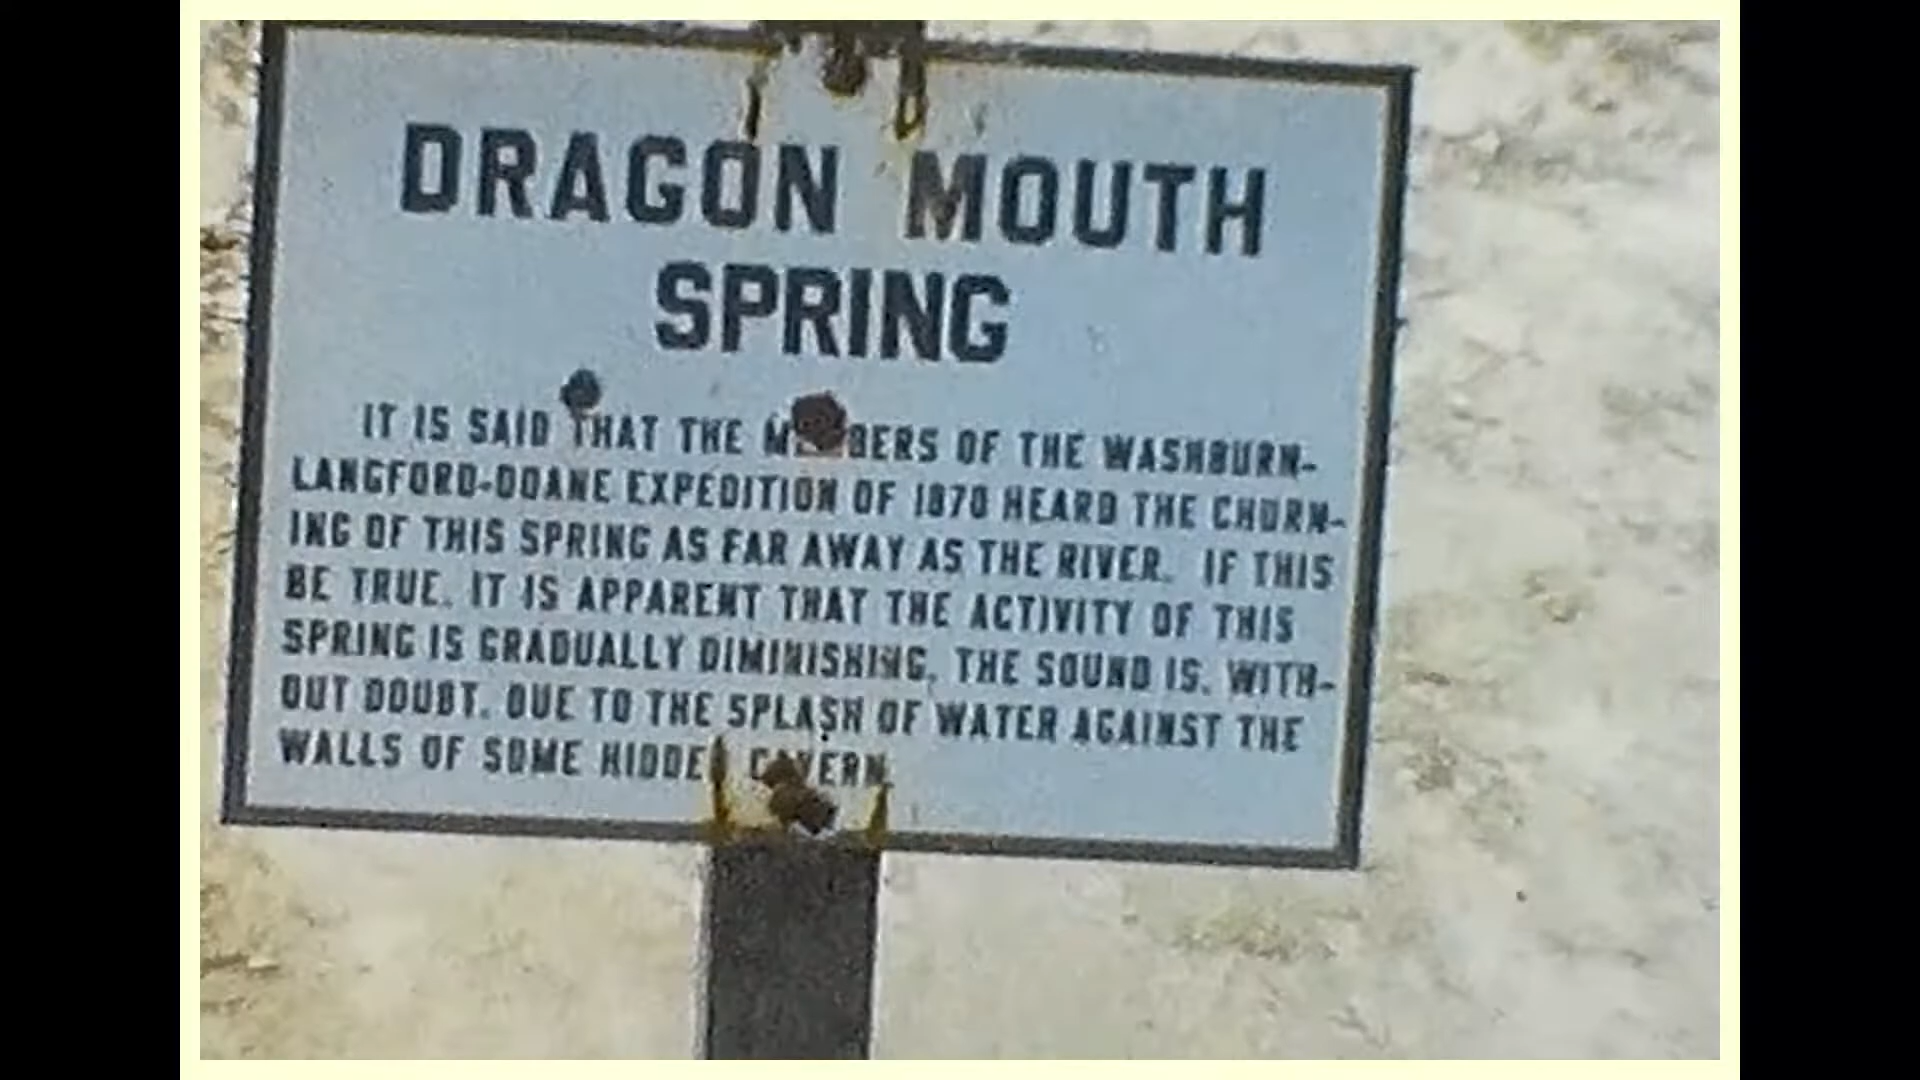 DRAGON MOUTH
SPRING
IT IS SAID THAT THE MEMBERS OF THE WASHBURN-
LANGFORD-DOANE EXPEDITION OF 1870 HEARD THE CHURN-
ING OF THIS SPRING AS FAR AWAY AS THE RIVER. IF THIS
BE TRUE, IT IS APPARENT THAT THE ACTIVITY OF THIS
SPRING IS GRADUALLY DIMINISHING. THE SOUND IS, WITH-
OUT DOUBT, DUE TO THE SPLASH OF WATER AGAINST THE
WALLS OF SOME HIDDEN CAVERN.